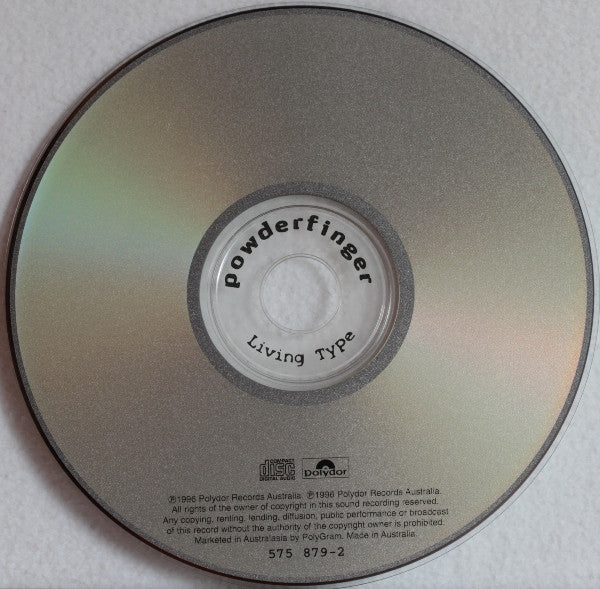 powderfinger
Living Type
COMPACT
disc
DIGITAL AUDIO
Polydor
℗1996 Polydor Records Australia. ℗1996 Polydor Records Australia.
All rights of the owner of copyright in this sound recording reserved.
Any copying, renting, lending, diffusion, public performance or broadcast
of this record without the authority of the copyright owner is prohibited.
Marketed in Australasia by PolyGram. Made in Australia.
575 879-2